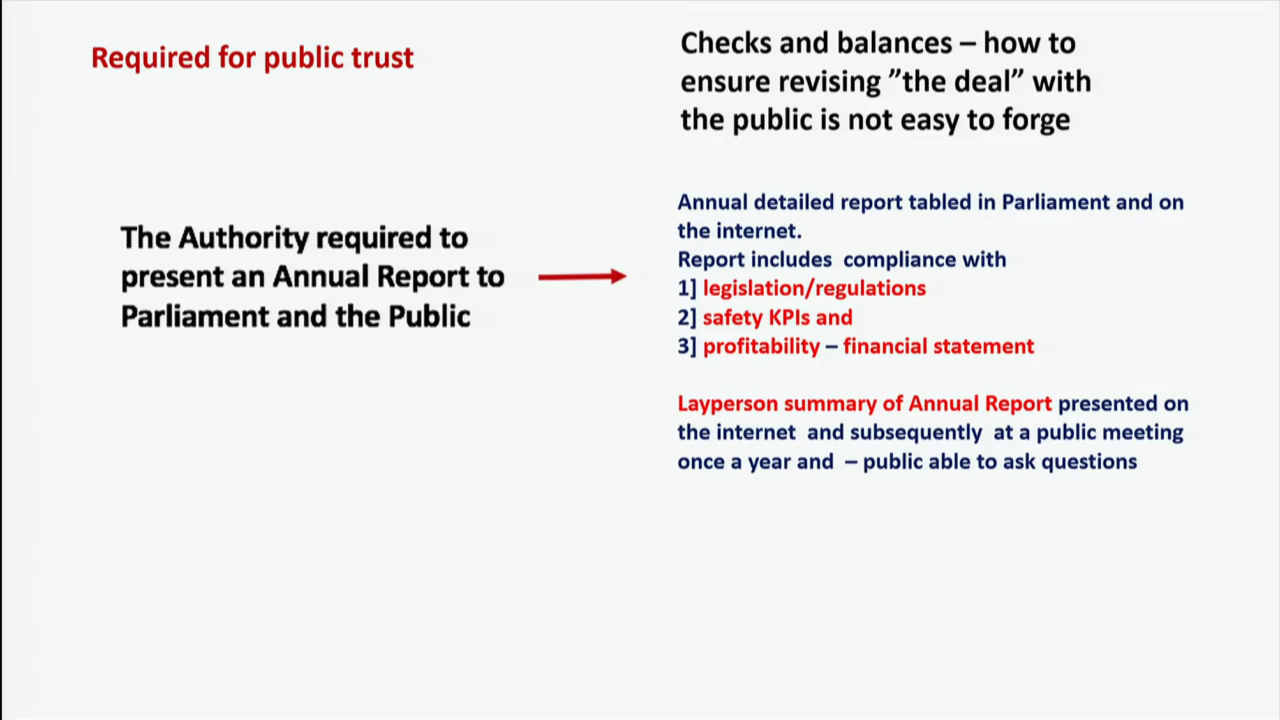 Required for public trust
Checks and balances – how to
ensure revising ”the deal” with
the public is not easy to forge
The Authority required to
present an Annual Report to
Parliament and the Public
Annual detailed report tabled in Parliament and on
the internet.
Report includes compliance with
1] legislation/regulations
2] safety KPIs and
3] profitability – financial statement
Layperson summary of Annual Report presented on
the internet and subsequently at a public meeting
once a year and – public able to ask questions